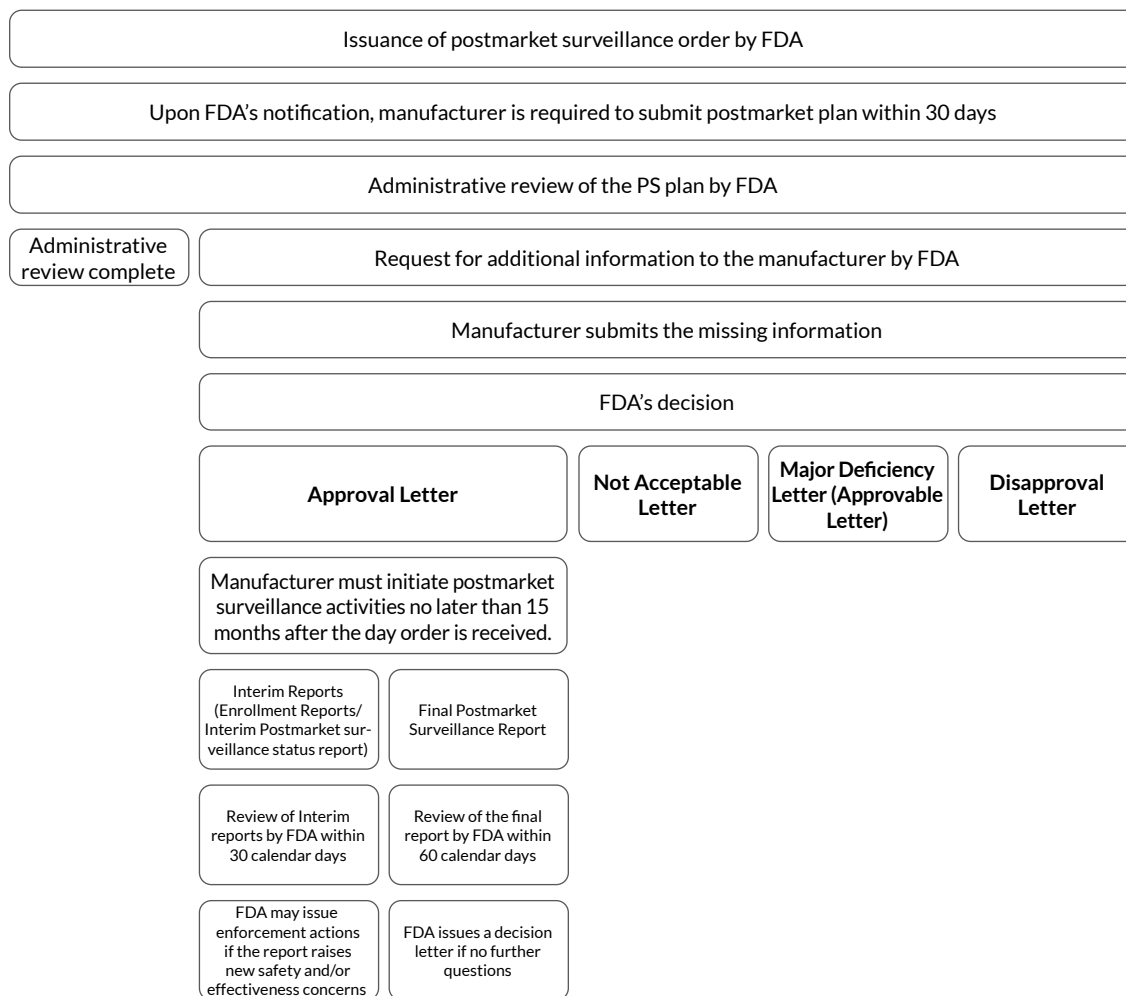 Issuance of postmarket surveillance order by FDA
Upon FDA's notification, manufacturer is required to submit postmarket plan within 30 days
Administrative review of the PS plan by FDA
Administrative
review complete
Request for additional information to the manufacturer by FDA
Manufacturer submits the missing information
FDA's decision
Approval Letter
Not Acceptable
Letter
Major Deficiency
Letter (Approvable
Letter)
Disapproval
Letter
Manufacturer must initiate postmarket
surveillance activities no later than 15
months after the day order is received.
Interim Reports
(Enrollment Reports/
Interim Postmarket sur-
veillance status report)
Final Postmarket
Surveillance Report
Review of Interim
reports by FDA within
30 calendar days
Review of the final
report by FDA within
60 calendar days
FDA may issue
enforcement actions
if the report raises
new safety and/or
effectiveness concerns
FDA issues a decision
letter if no further
questions